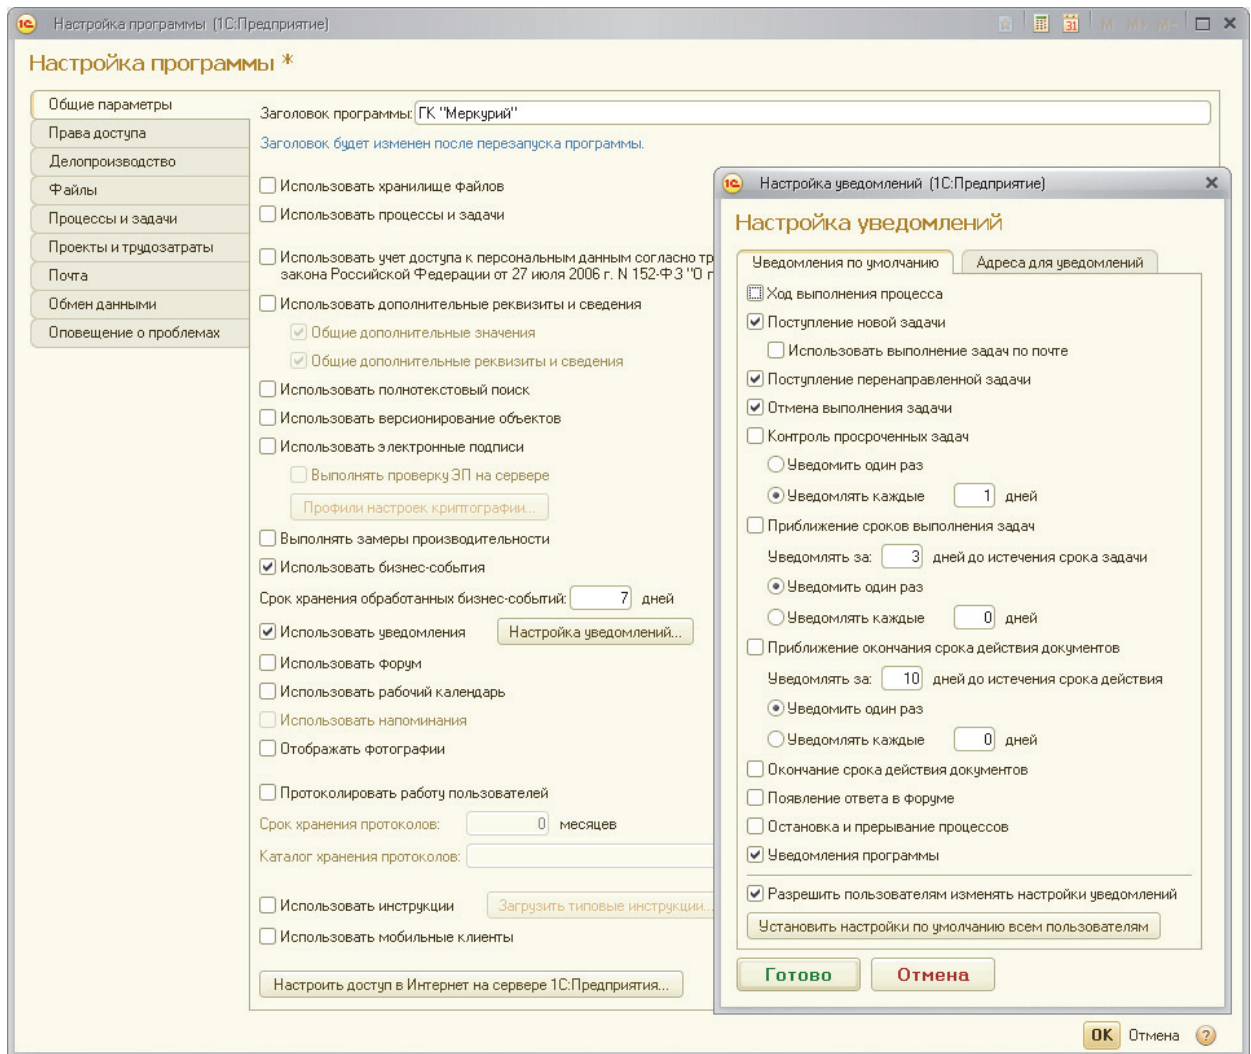 Настройка программы (1С:Предприятие)
31 M M+ M-
Настройка программы *
Общие параметры
Права доступа
Делопроизводство
Файлы
Процессы и задачи
Проекты и трудозатраты
Почта
Обмен данными
Оповещение о проблемах
Заголовок программы: ГК "Меркурий"
Заголовок будет изменен после перезапуска программы.
Использовать хранилище файлов
Использовать процессы и задачи
Использовать учет доступа к персональным данным согласно тр
закона Российской Федерации от 27 июля 2006 г. N 152-ФЗ "О п
Использовать дополнительные реквизиты и сведения
Общие дополнительные значения
Общие дополнительные реквизиты и сведения
Использовать полнотекстовый поиск
Использовать версионирование объектов
Использовать электронные подписи
Выполнять проверку ЭП на сервере
Профили настроек криптографии...
Выполнять замеры производительности
Использовать бизнес-события
Срок хранения обработанных бизнес-событий: 7 дней
Использовать уведомления Настройка уведомлений...
Использовать форум
Использовать рабочий календарь
Использовать напоминания
Отображать фотографии
Протоколировать работу пользователей
Срок хранения протоколов: 0 месяцев
Каталог хранения протоколов:
Использовать инструкции Загрузить типовые инструкции...
Использовать мобильные клиенты
Настроить доступ в Интернет на сервере 1С:Предприятия...
Настройка уведомлений (1С:Предприятие)
Настройка уведомлений
Уведомления по умолчанию Адреса для уведомлений
Ход выполнения процесса
Поступление новой задачи
Использовать выполнение задач по почте
Поступление перенаправленной задачи
Отмена выполнения задачи
Контроль просроченных задач
Уведомить один раз
Уведомлять каждые 1 дней
Приближение сроков выполнения задач
Уведомлять за: 3 дней до истечения срока задачи
Уведомить один раз
Уведомлять каждые 0 дней
Приближение окончания срока действия документов
Уведомлять за: 10 дней до истечения срока действия
Уведомить один раз
Уведомлять каждые 0 дней
Окончание срока действия документов
Появление ответа в форуме
Остановка и прерывание процессов
Уведомления программы
Разрешить пользователям изменять настройки уведомлений
Установить настройки по умолчанию всем пользователям
Готово Отмена
OK Отмена ?